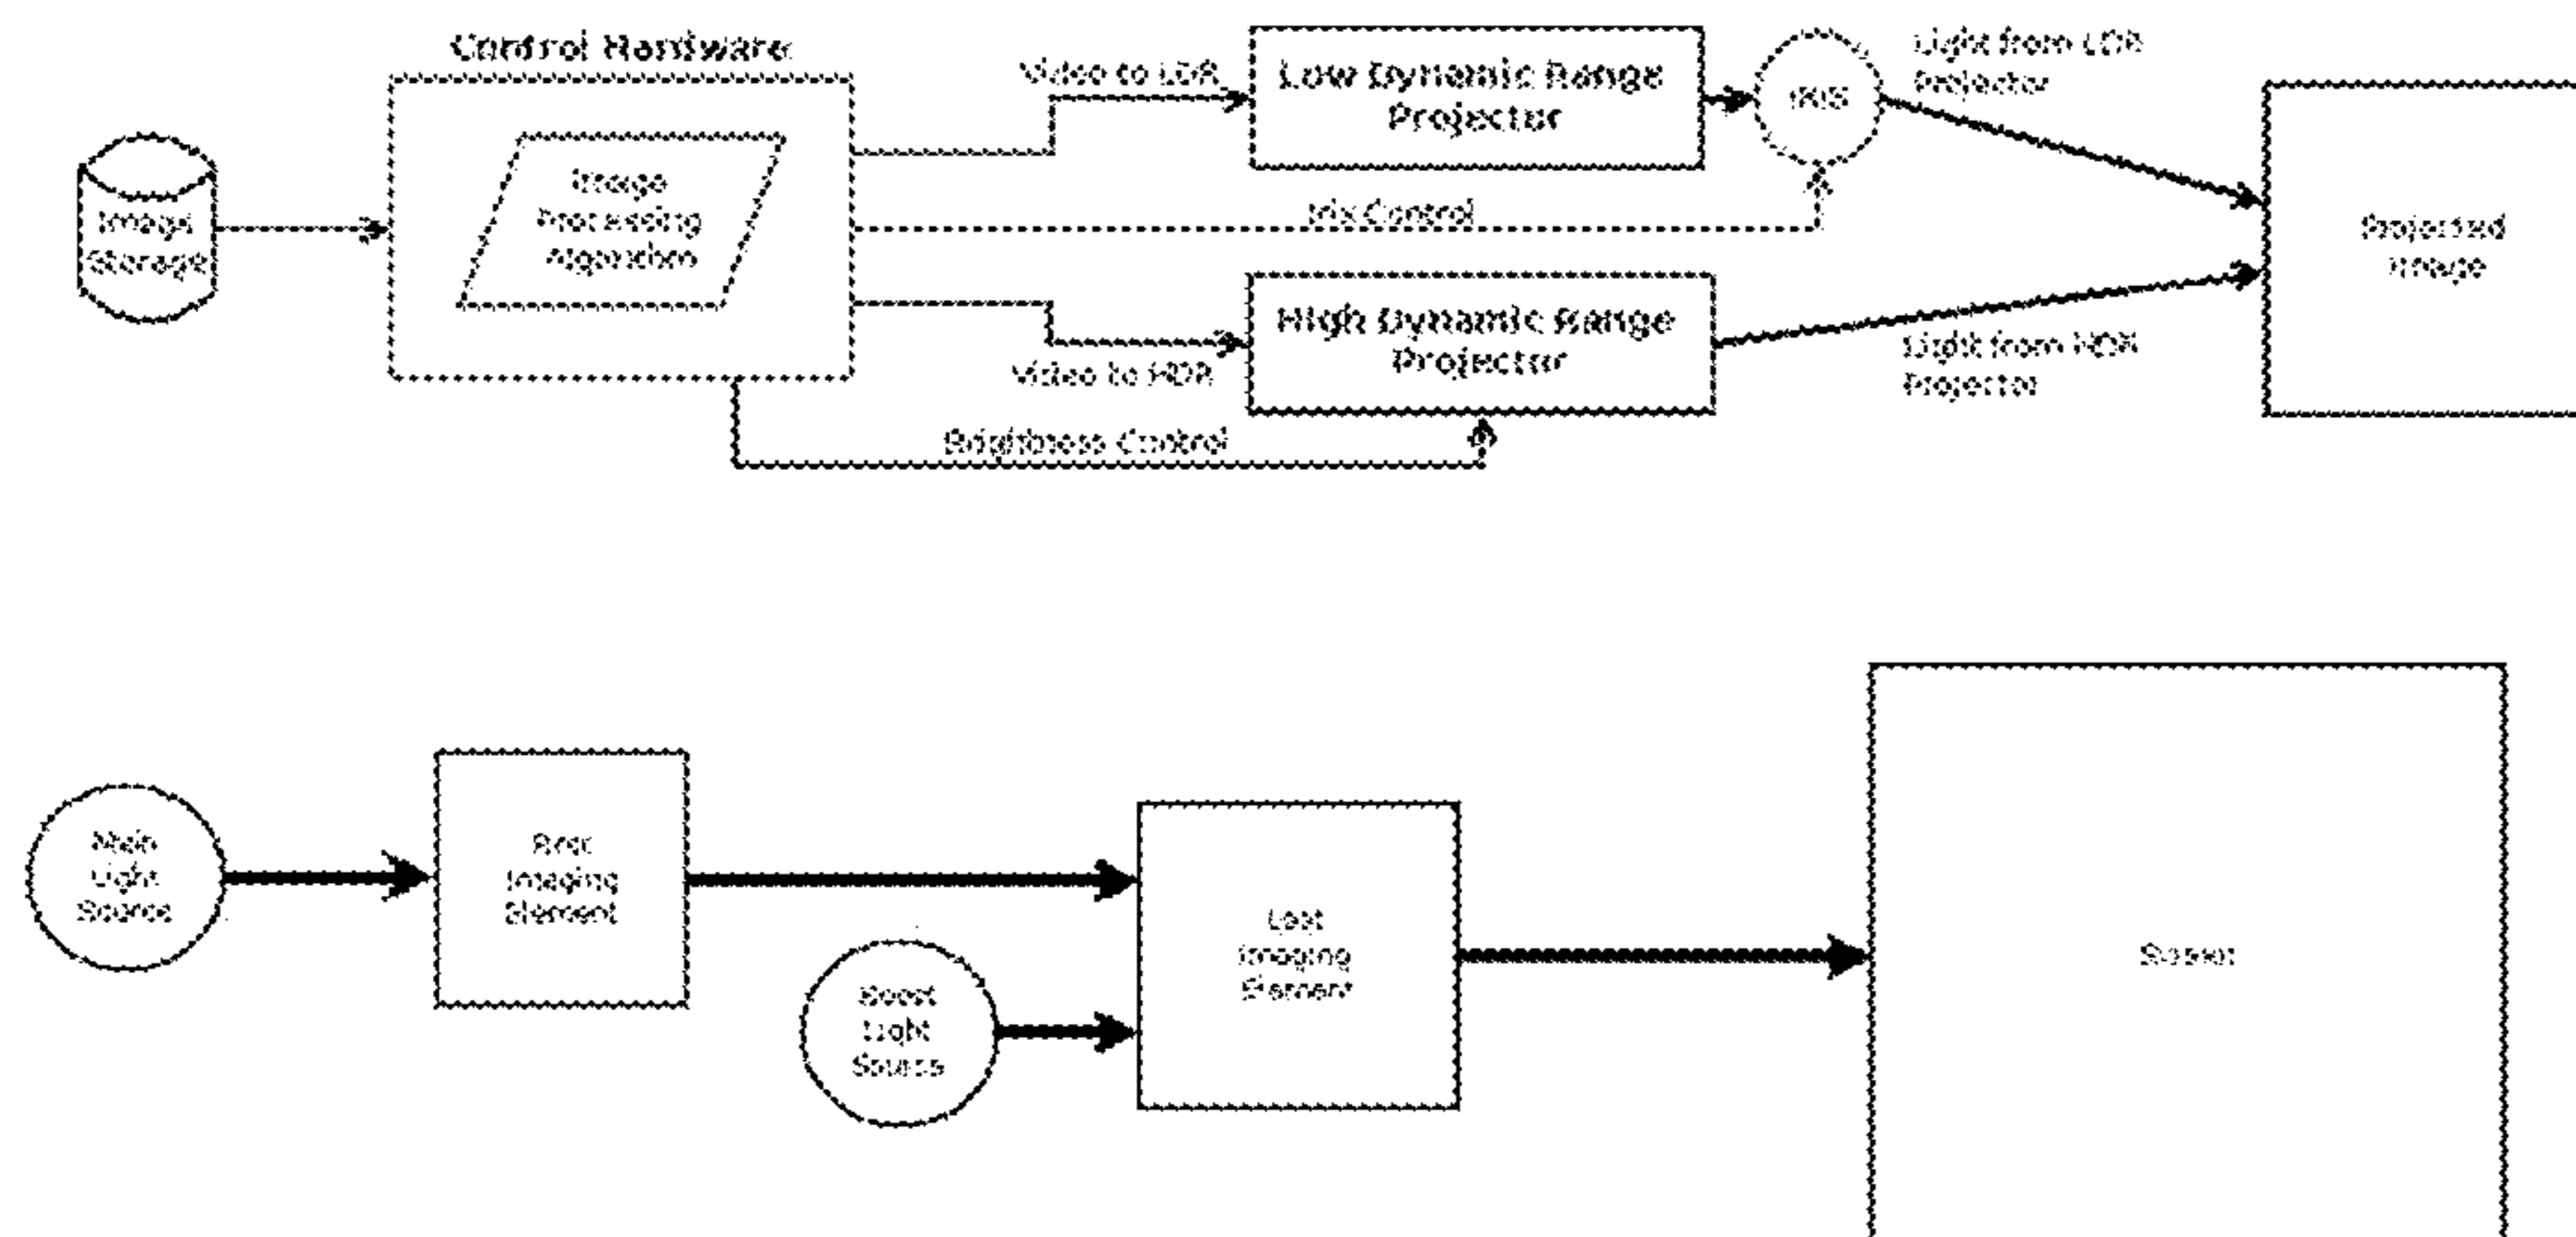 Control Hardware
Video to LDR
Low Dynamic Range
Projector
IRIS
Light from LDR
Projector
Image
Storage
Image
Processing
Algorithm
Iris Control
Projected
Image
High Dynamic Range
Projector
Video to HDR
Light from HDR
Projector
Brightness Control
Main
Light
Source
First
Imaging
Element
Boost
Light
Source
Last
Imaging
Element
Screen